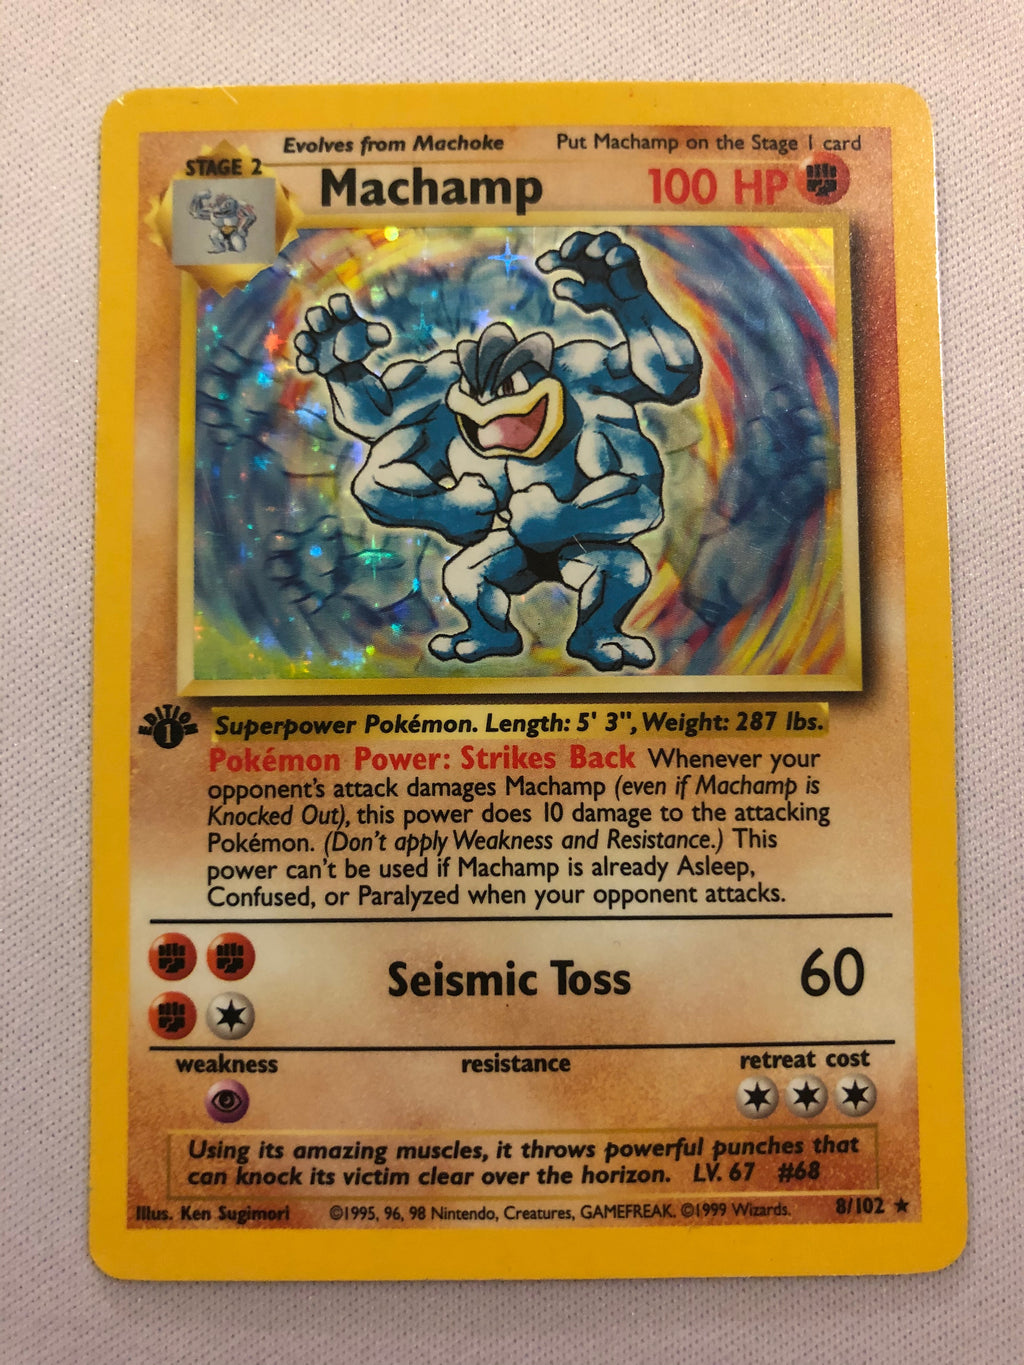 Evolves from Machoke Put Machamp on the Stage 1 card
STAGE 2
Machamp 100 HP
EDITION
1
Superpower Pokémon. Length: 5' 3", Weight: 287 lbs.
Pokémon Power: Strikes Back Whenever your
opponent's attack damages Machamp (even if Machamp is
Knocked Out), this power does 10 damage to the attacking
Pokémon. (Don't apply Weakness and Resistance.) This
power can't be used if Machamp is already Asleep,
Confused, or Paralyzed when your opponent attacks.
Seismic Toss 60
weakness resistance retreat cost
Using its amazing muscles, it throws powerful punches that
can knock its victim clear over the horizon. LV. 67 #68
Illus. Ken Sugimori ©1995, 96, 98 Nintendo, Creatures, GAMEFREAK. ©1999 Wizards. 8/102 ★